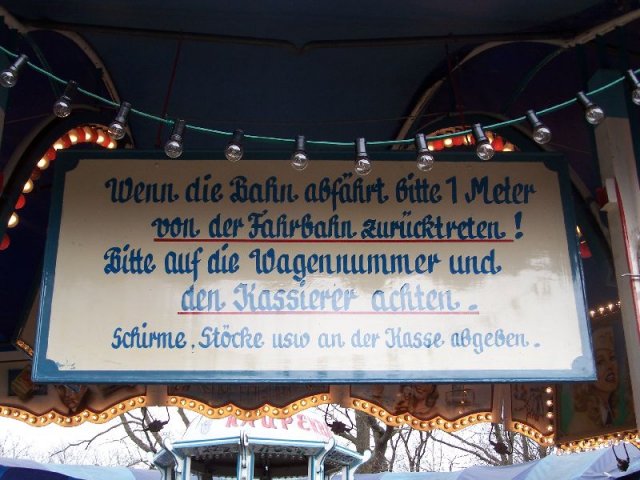 Wenn die Bahn abfährt bitte 1 Meter
von der Fahrbahn zurücktreten!
Bitte auf die Wagennummer und
den Kassierer achten.
Schirme, Stöcke usw an der Kasse abgeben.